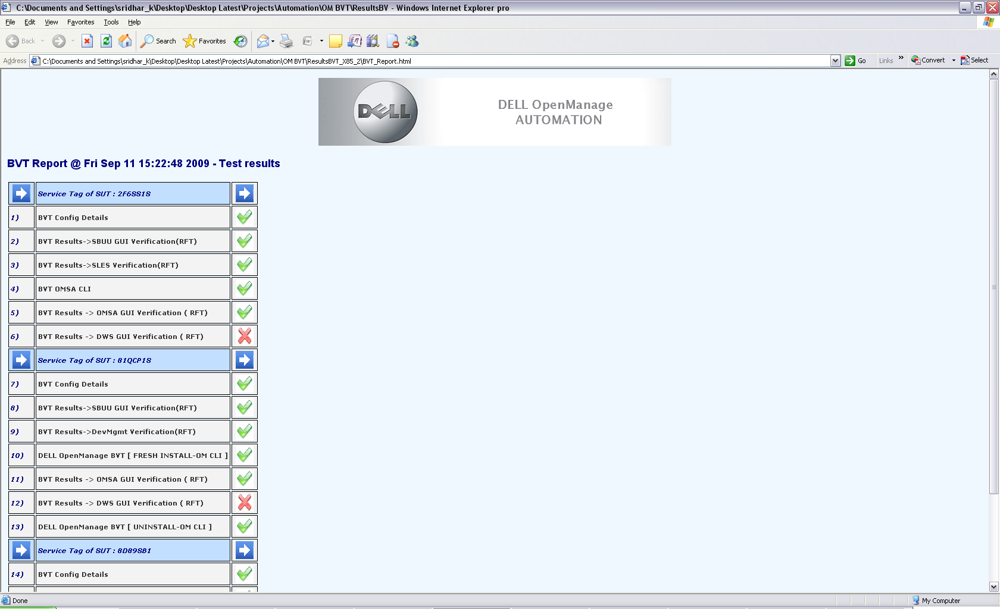 C:\Documents and Settings\sridhar_k\Desktop\Desktop Latest\Projects\Automation\OM BVT\ResultsBV - Windows Internet Explorer pro
File Edit View Favorites Tools Help
Back Search Favorites
Address C:\Documents and Settings\sridhar_k\Desktop\Desktop Latest\Projects\Automation\OM BVT\ResultsBVT_X85_2\BVT_Report.html Go Links » Convert Select
DELL
DELL OpenManage
AUTOMATION
BVT Report @ Fri Sep 11 15:22:48 2009 - Test results
Service Tag of SUT : 2F6SS1S
1) BVT Config Details
2) BVT Results->SBUU GUI Verification(RFT)
3) BVT Results->SLES Verification(RFT)
4) BVT OMSA CLI
5) BVT Results -> OMSA GUI Verification ( RFT)
6) BVT Results -> DWS GUI Verification ( RFT)
Service Tag of SUT : 81QCP1S
7) BVT Config Details
8) BVT Results->SBUU GUI Verification(RFT)
9) BVT Results->DevMgmt Verification(RFT)
10) DELL OpenManage BVT [ FRESH INSTALL-OM CLI ]
11) BVT Results -> OMSA GUI Verification ( RFT)
12) BVT Results -> DWS GUI Verification ( RFT)
13) DELL OpenManage BVT [ UNINSTALL-OM CLI ]
Service Tag of SUT : 8D89SB1
14) BVT Config Details
Done My Computer